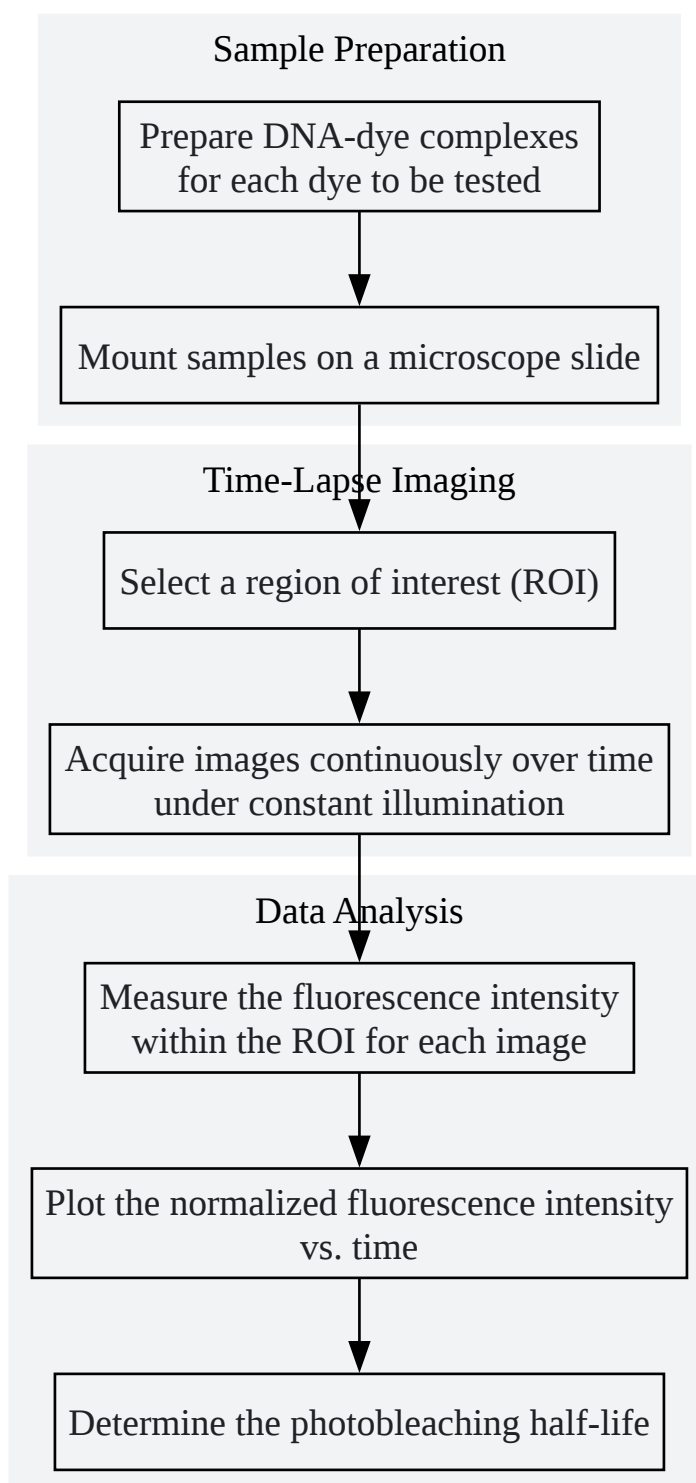 Sample Preparation
Prepare DNA-dye complexes
for each dye to be tested
Mount samples on a microscope slide
Time-Lapse Imaging
Select a region of interest (ROI)
Acquire images continuously over time
under constant illumination
Data Analysis
Measure the fluorescence intensity
within the ROI for each image
Plot the normalized fluorescence intensity
vs. time
Determine the photobleaching half-life